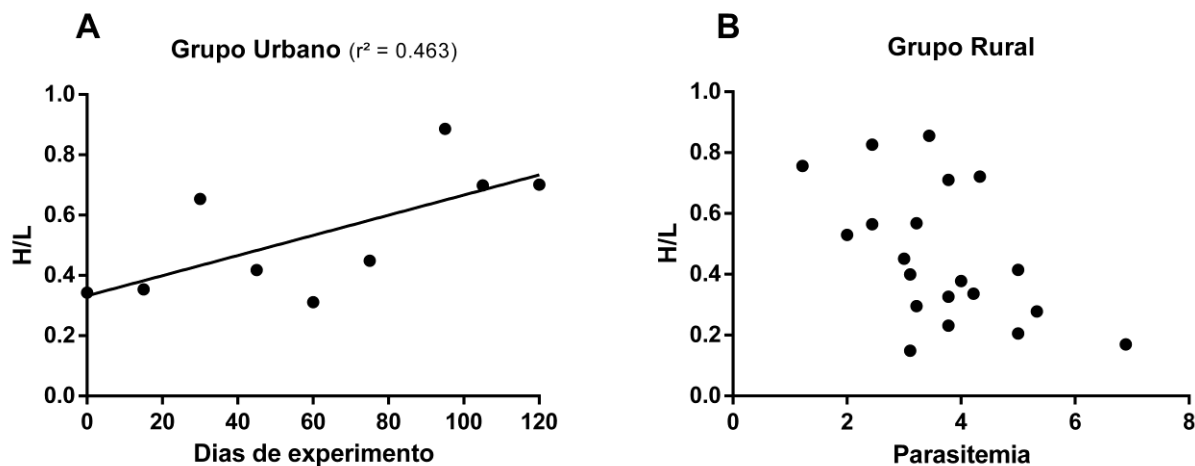 A
Grupo Urbano (r² = 0.463)
H/L
1.0
0.8
0.6
0.4
0.2
0.0
0 20 40 60 80 100 120
Dias de experimento
B
Grupo Rural
H/L
1.0
0.8
0.6
0.4
0.2
0.0
0 2 4 6 8
Parasitemia